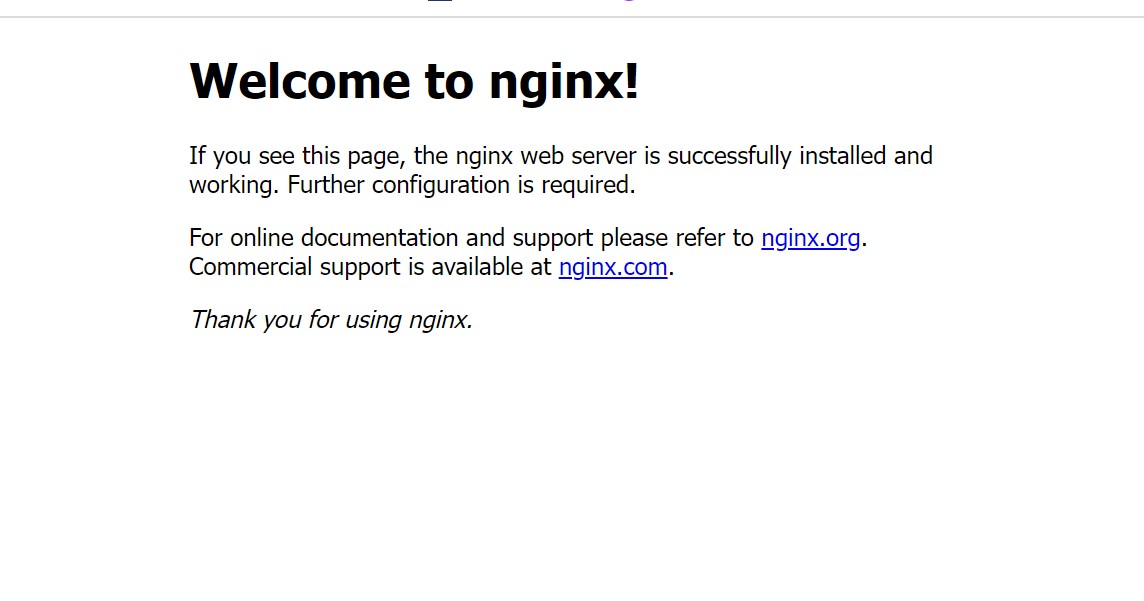 Welcome to nginx!
If you see this page, the nginx web server is successfully installed and
working. Further configuration is required.
For online documentation and support please refer to nginx.org.
Commercial support is available at nginx.com.
Thank you for using nginx.